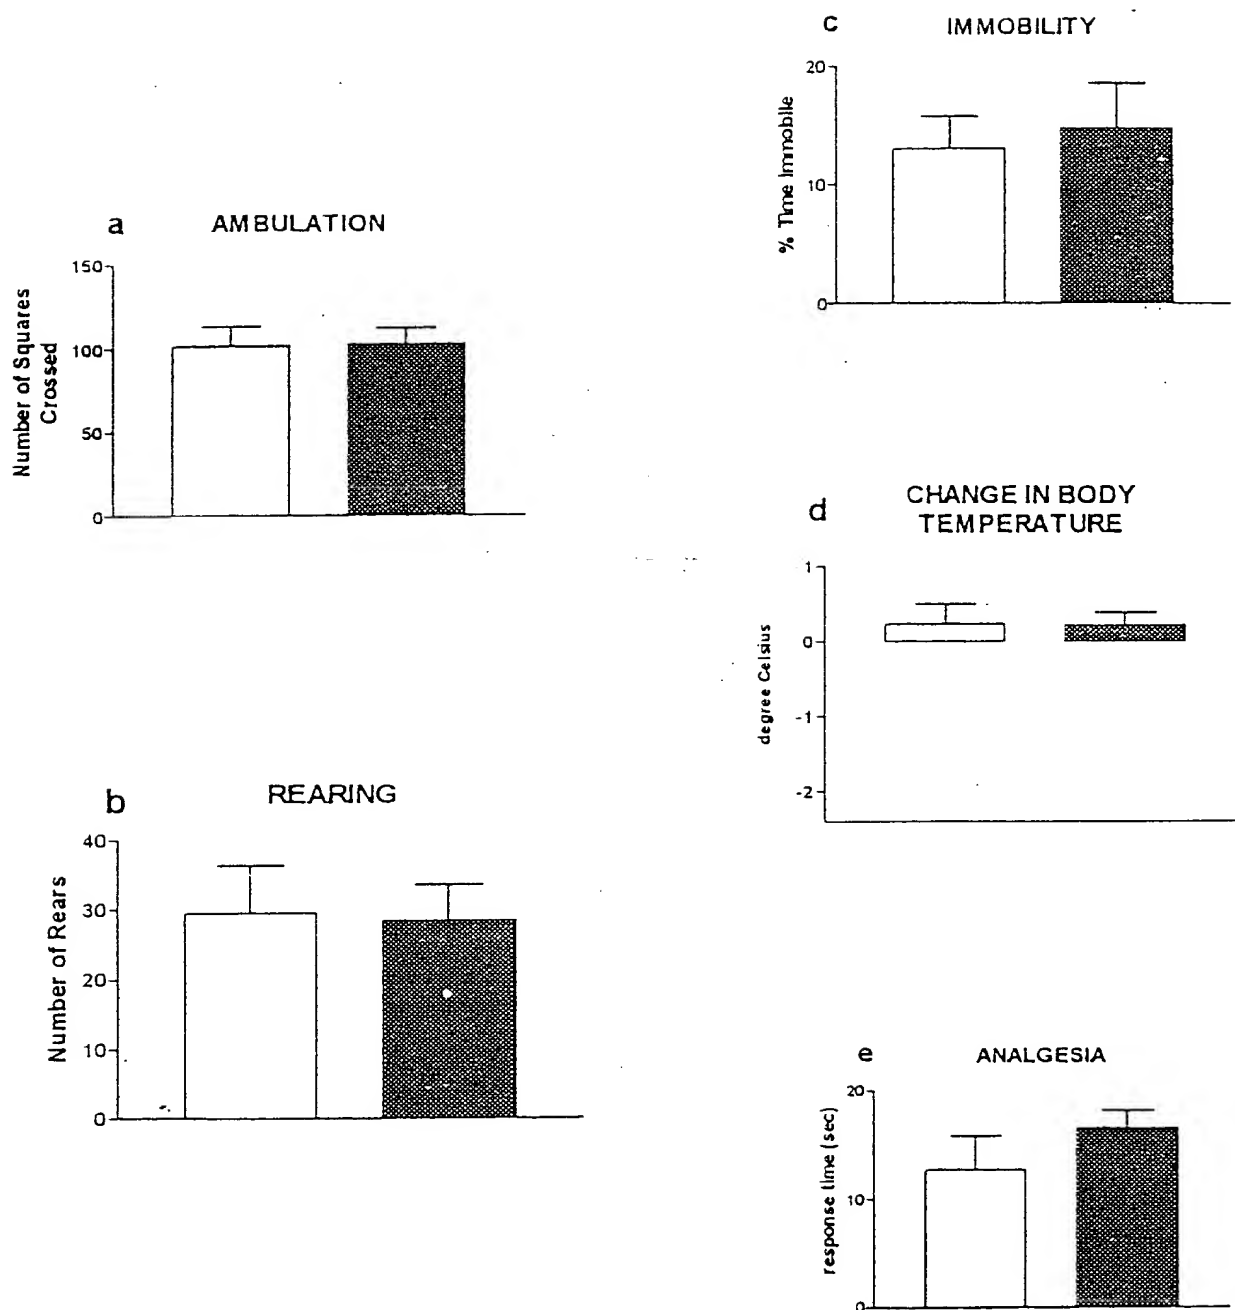 a AMBULATION
150
100
50
0
Number of Squares
Crossed
b REARING
40
30
20
10
0
Number of Rears
c IMMOBILITY
20
10
0
% Time Immobile
d CHANGE IN BODY
TEMPERATURE
1
0
-1
-2
degree Celsius
e ANALGESIA
20
10
0
response time (sec)